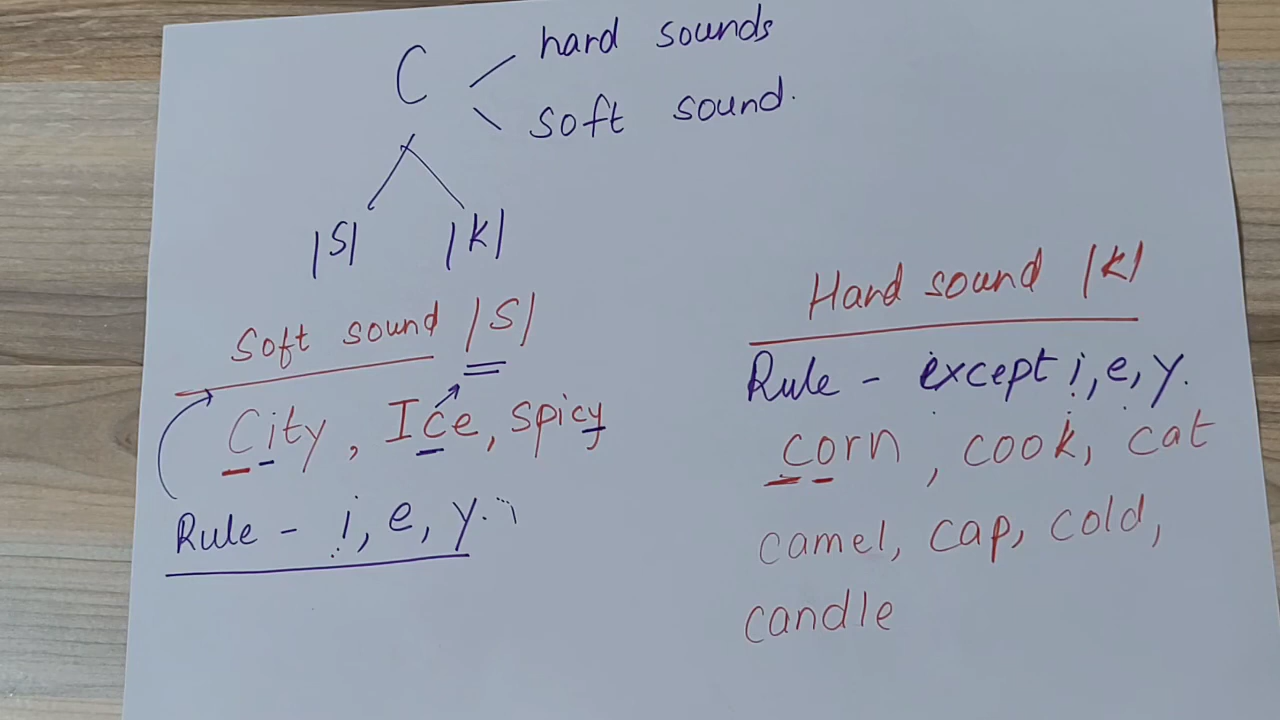 C hard sounds
soft sound.
|S| |K|
Soft sound |S|
City, Ice, spicy
Rule - i, e, y.
Hard sound |K|
Rule - except i, e, y.
corn, cook, cat
camel, cap, cold,
candle